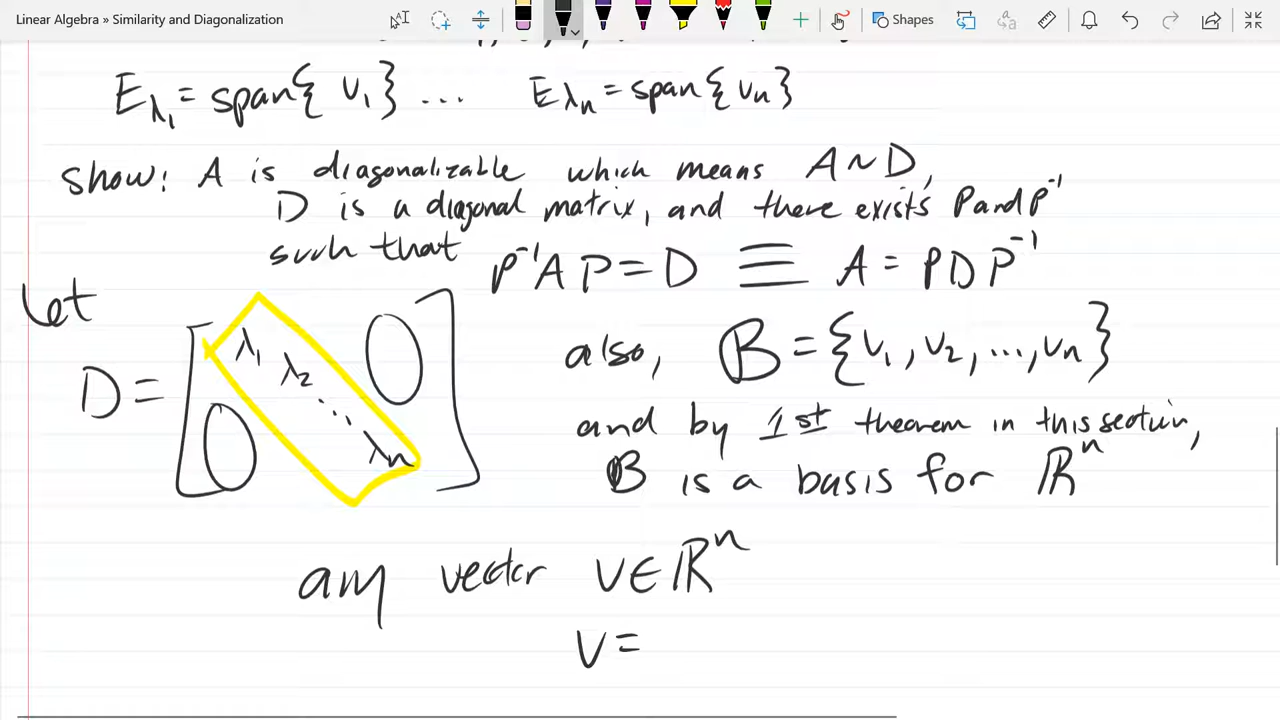 Linear Algebra » Similarity and Diagonalization
Shapes
Eλ₁ = span{ v₁} ... Eλₙ = span{ vₙ}
show: A is diagonalizable which means A~D,
D is a diagonal matrix, and there exists P and P⁻¹
such that P⁻¹AP = D ≡ A = PDP⁻¹
Let
D = [ λ₁ λ₂ ⋱ λₙ 0 0 ]
also, B = {v₁, v₂, ..., vₙ}
and by 1st theorem in this section,
B is a basis for ℝⁿ
any vector v∈ℝⁿ
v =